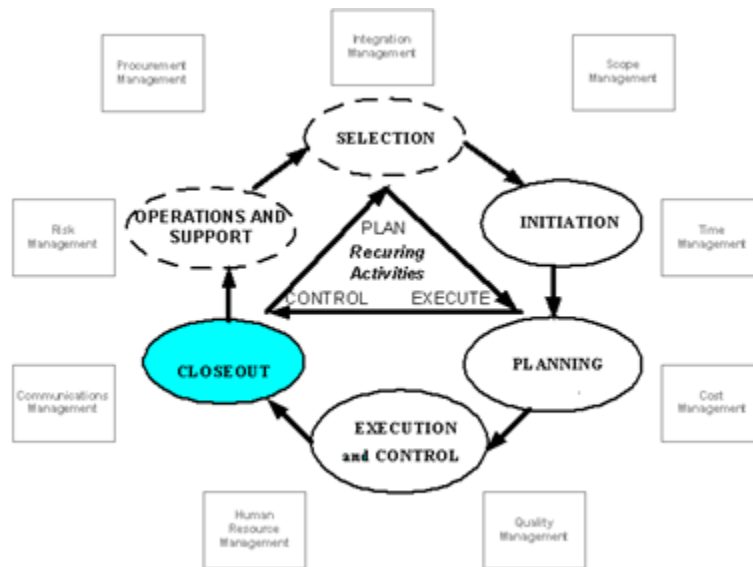 Integration
Management
Procurement
Management
Scope
Management
SELECTION
OPERATIONS AND
SUPPORT
INITIATION
Risk
Management
Time
Management
PLAN
Recuring
Activities
CONTROL
EXECUTE
CLOSEOUT
PLANNING
Communications
Management
Cost
Management
EXECUTION
and CONTROL
Human
Resource
Management
Quality
Management